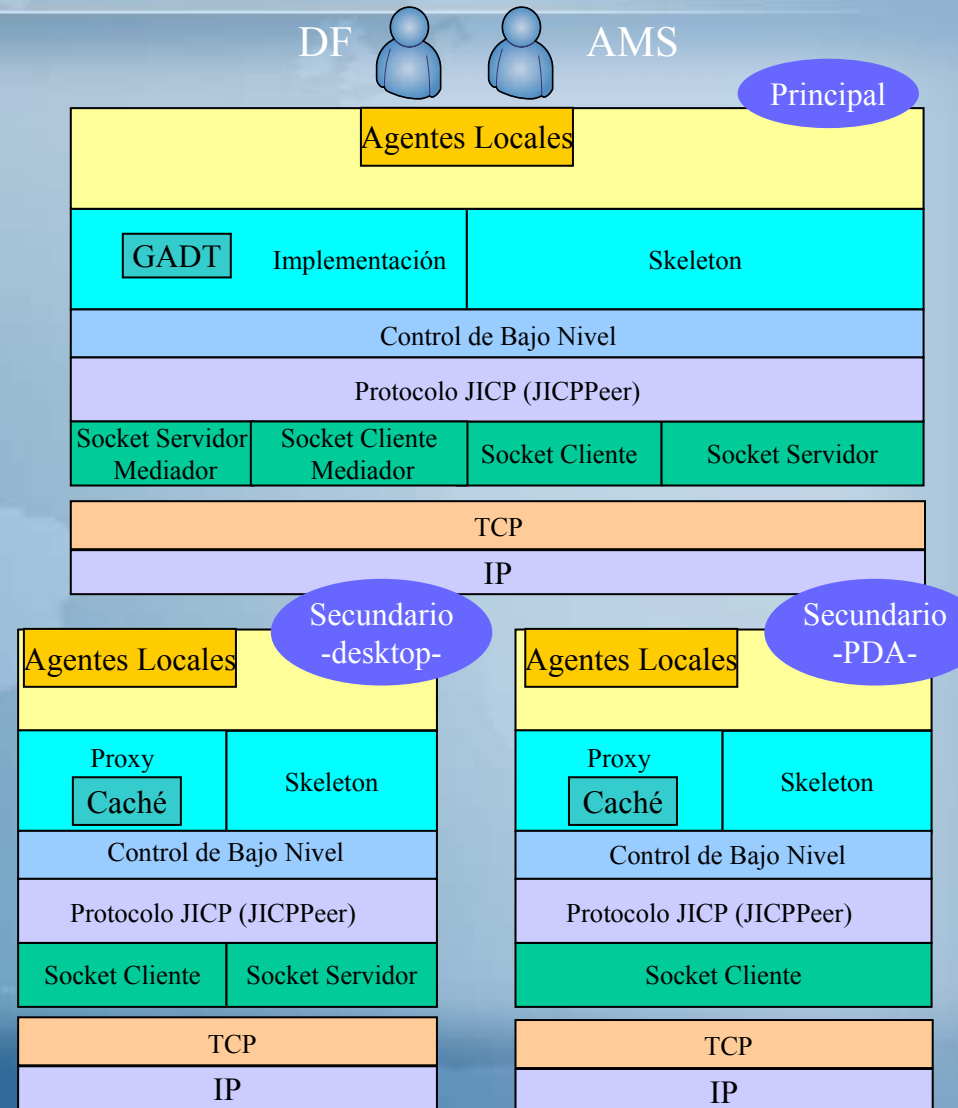 DF
AMS
Principal
Agentes Locales
GADT
Implementación
Skeleton
Control de Bajo Nivel
Protocolo JICP (JICPPeer)
Socket Servidor
Mediador
Socket Cliente
Mediador
Socket Cliente
Socket Servidor
TCP
IP
Secundario
-desktop-
Agentes Locales
Proxy
Caché
Skeleton
Control de Bajo Nivel
Protocolo JICP (JICPPeer)
Socket Cliente
Socket Servidor
TCP
IP
Secundario
-PDA-
Agentes Locales
Proxy
Caché
Skeleton
Control de Bajo Nivel
Protocolo JICP (JICPPeer)
Socket Cliente
TCP
IP